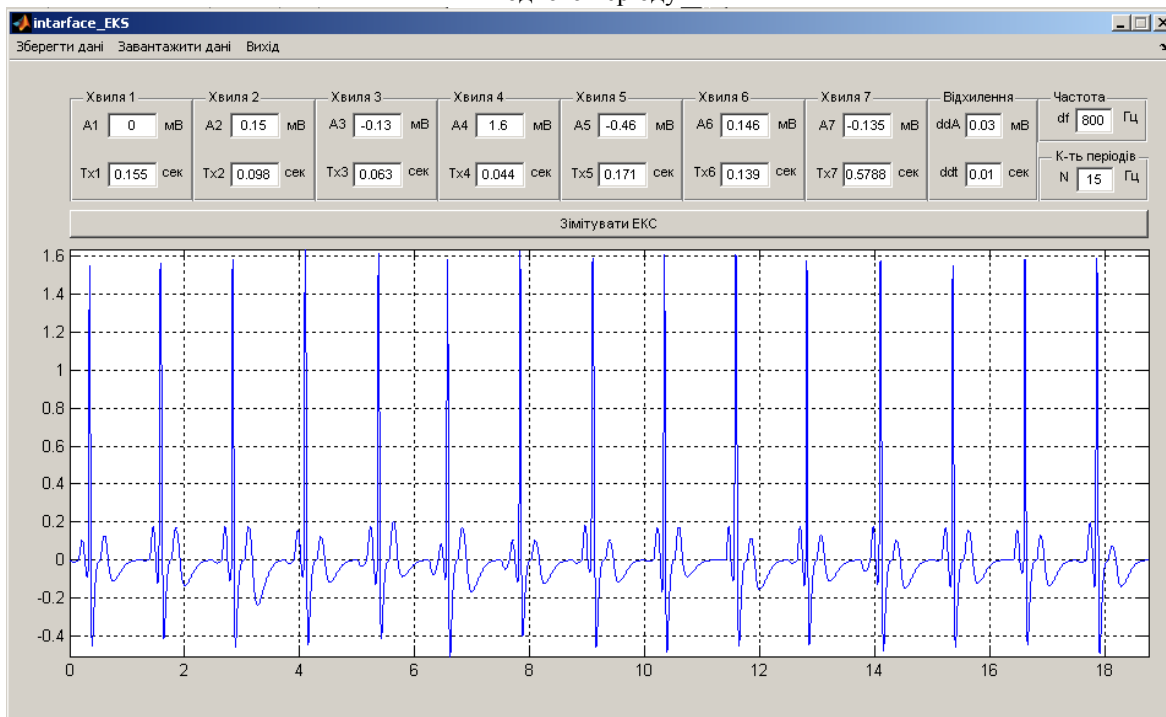 intarface_EKS
Зберегти дані Завантажити дані Вихід
Хвиля 1 Хвиля 2 Хвиля 3 Хвиля 4 Хвиля 5 Хвиля 6 Хвиля 7 Відхилення Частота
A1 0 мВ A2 0.15 мВ A3 -0.13 мВ A4 1.6 мВ A5 -0.46 мВ A6 0.146 мВ A7 -0.135 мВ ddA 0.03 мВ df 800 Гц
К-ть періодів
Tx1 0.155 сек Tx2 0.098 сек Tx3 0.063 сек Tx4 0.044 сек Tx5 0.171 сек Tx6 0.139 сек Tx7 0.5788 сек ddt 0.01 сек N 15 Гц
Зімітувати ЕКС
1.6
1.4
1.2
1
0.8
0.6
0.4
0.2
0
-0.2
-0.4
0 2 4 6 8 10 12 14 16 18